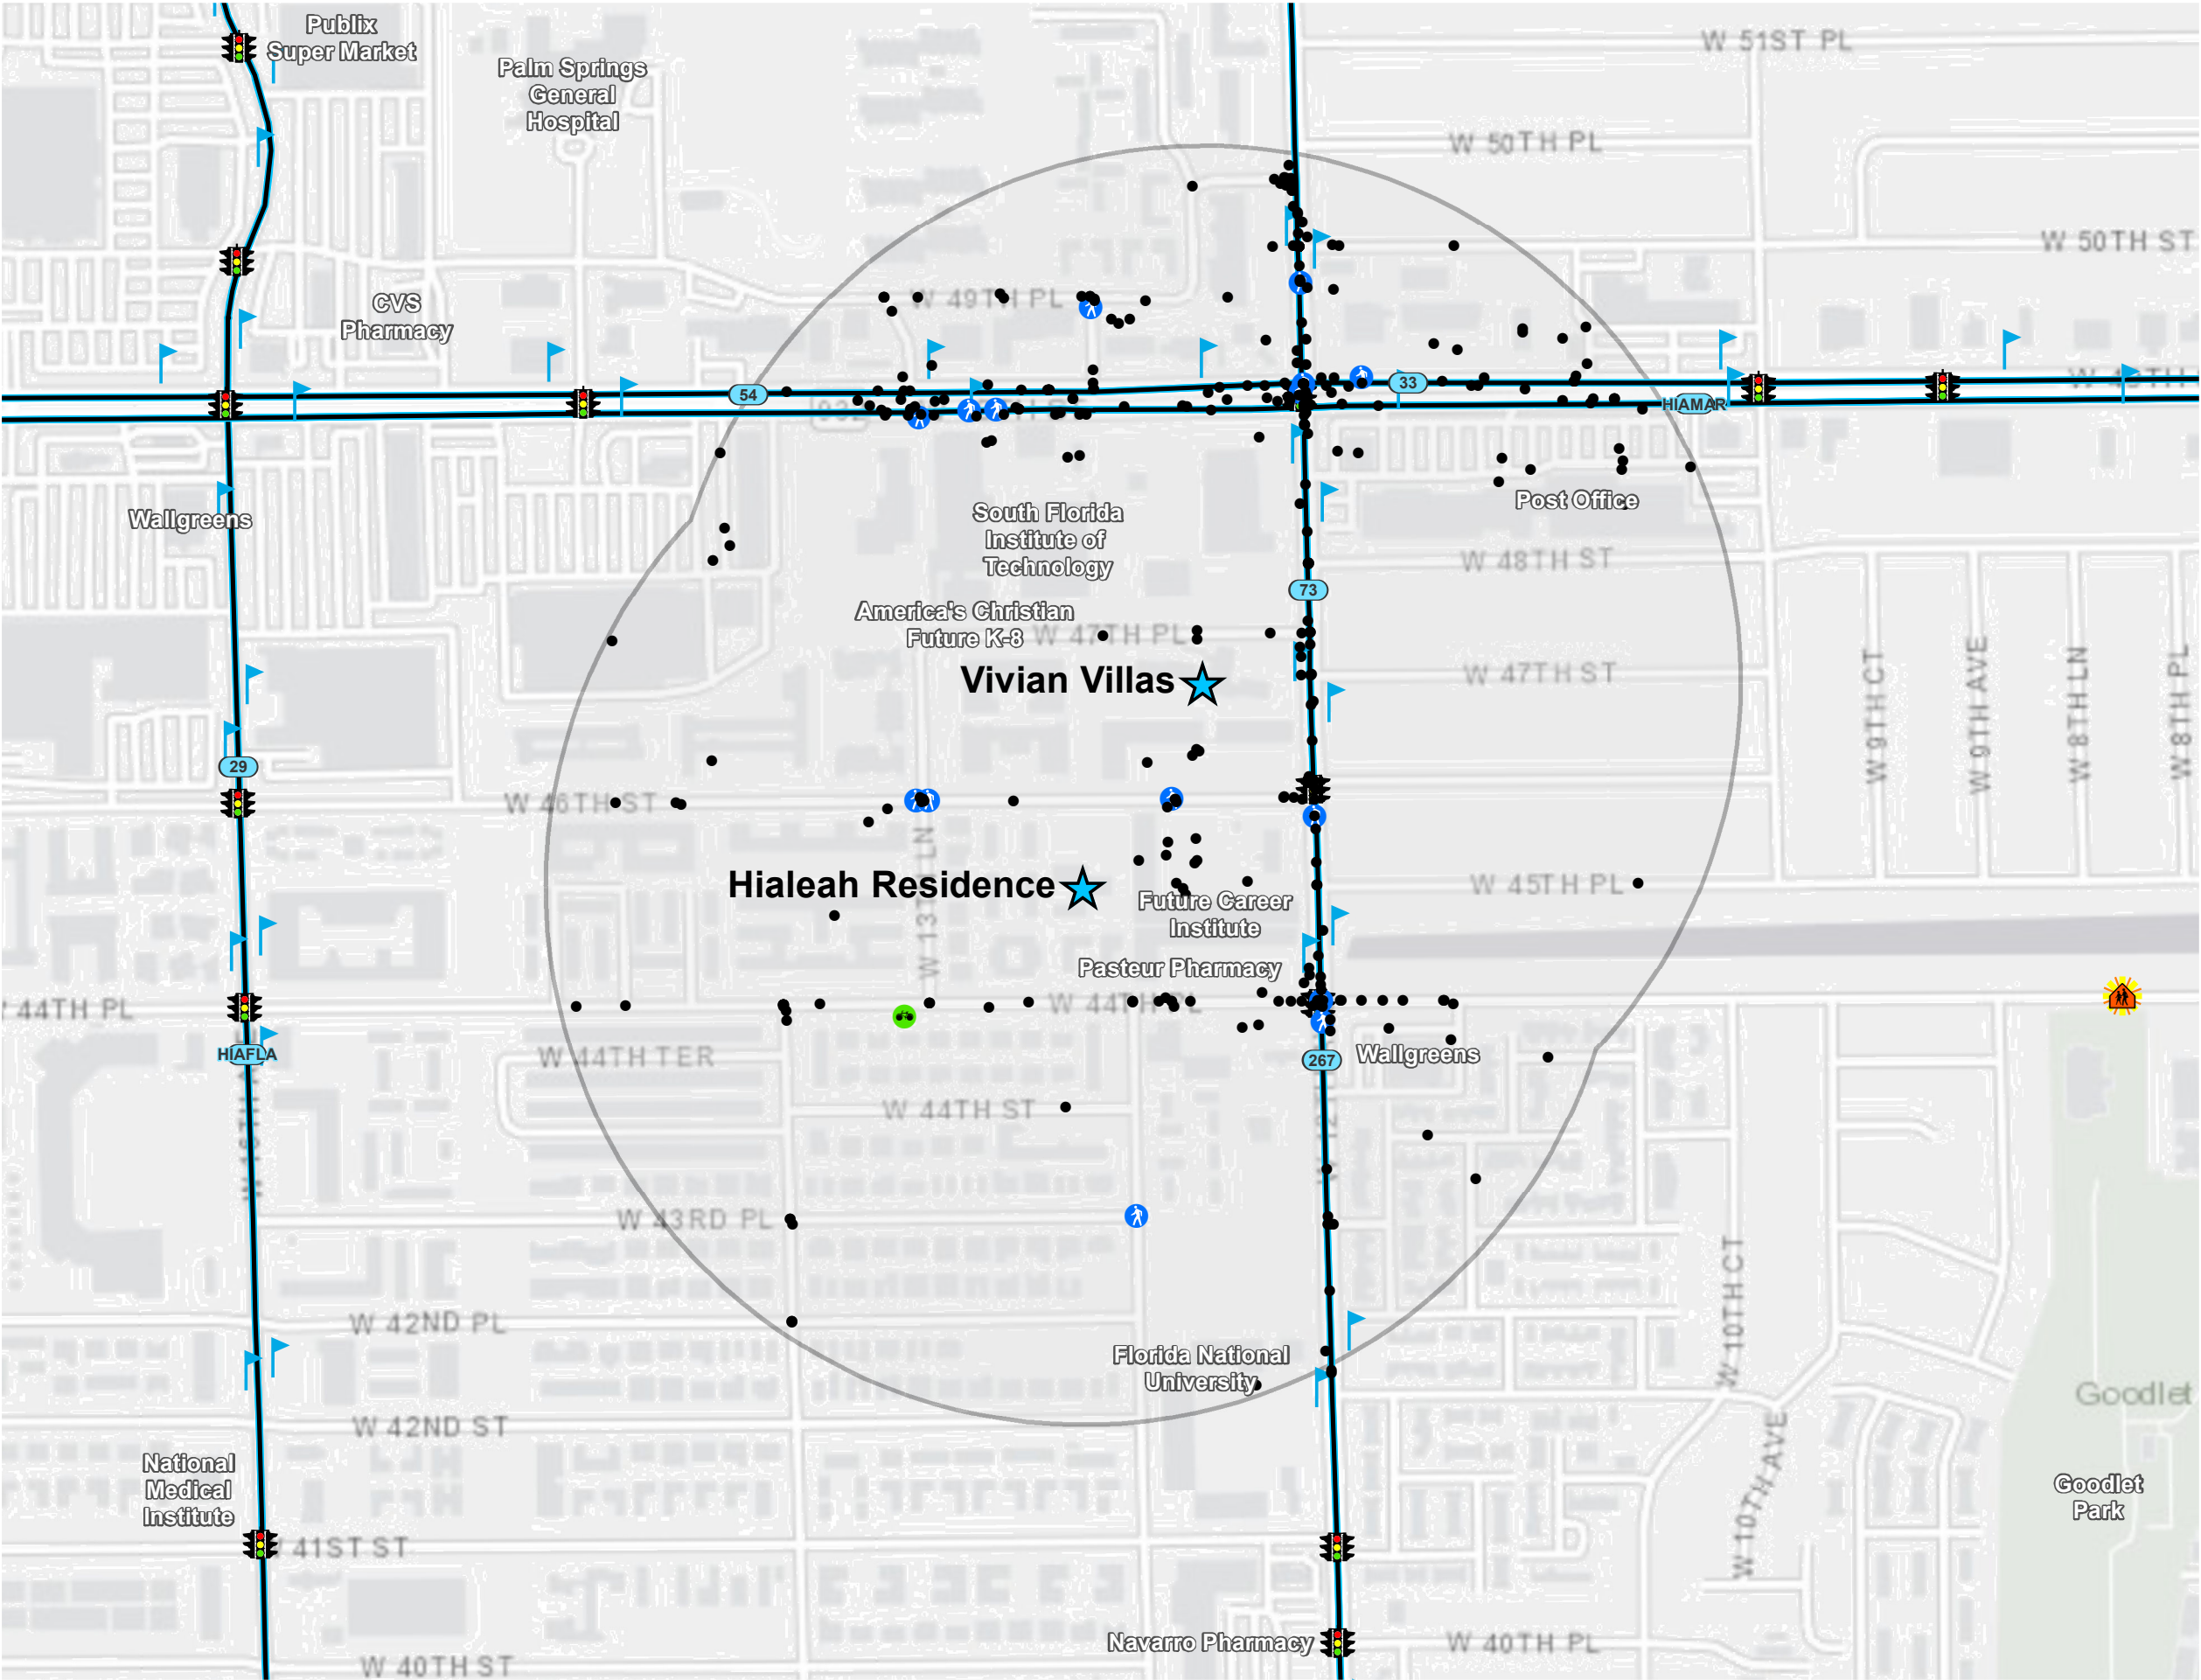 Publix
Super Market
Palm Springs
General
Hospital
W 51ST PL
W 50TH PL
W 50TH ST
CVS
Pharmacy
W 49TH PL
54
33
HIAMAR
Wallgreens
South Florida
Institute of
Technology
Post Office
W 48TH ST
73
America's Christian
Future K-8
W 47TH PL
W 47TH ST
Vivian Villas
W 9TH CT
W 9TH AVE
W 8TH LN
W 8TH PL
29
W 46TH ST
W 13TH LN
Hialeah Residence
W 45TH PL
Future Career
Institute
Pasteur Pharmacy
44TH PL
W 44TH PL
HIAFLA
W 44TH TER
267
Wallgreens
W 44TH ST
W 43RD PL
W 10TH CT
W 42ND PL
Florida National
University
Goodlet
W 42ND ST
W 10TH AVE
National
Medical
Institute
Goodlet
Park
41ST ST
Navarro Pharmacy
W 40TH PL
W 40TH ST